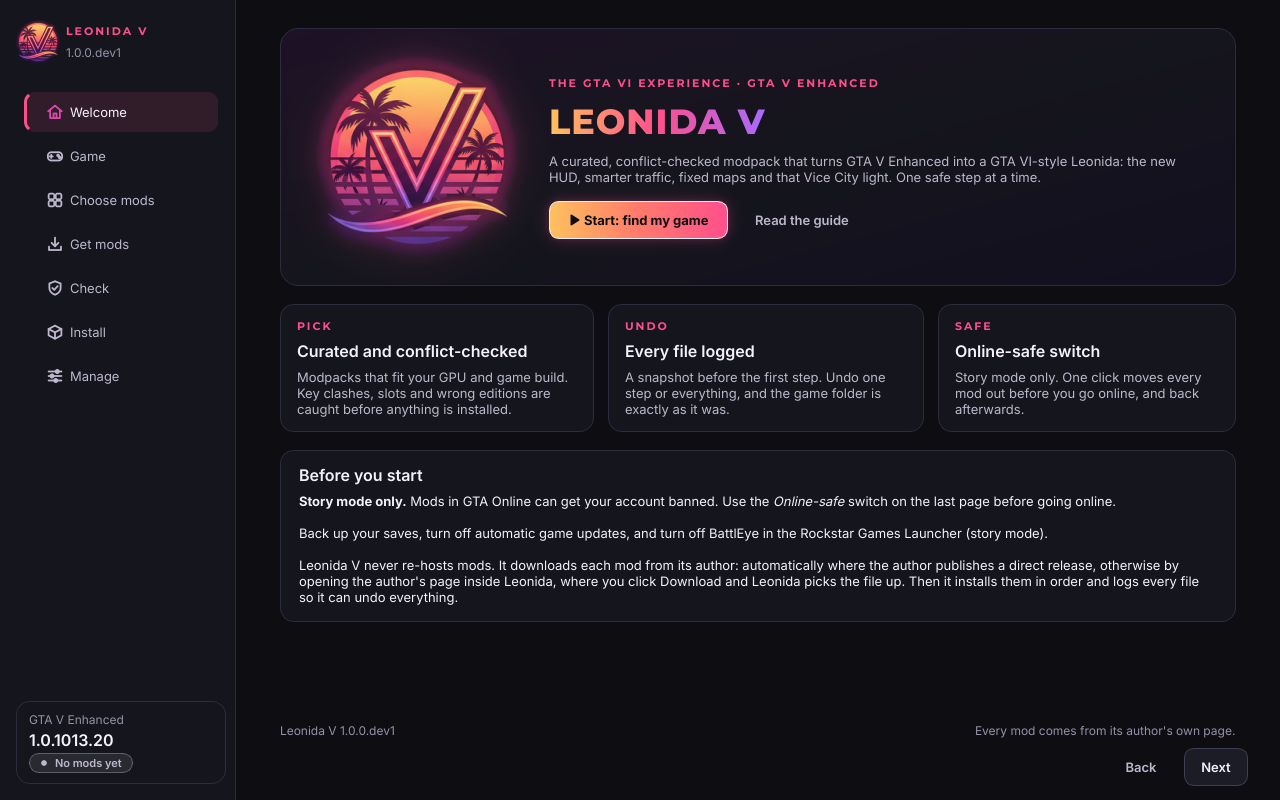 LEONIDA V
1.0.0.dev1
Welcome
Game
Choose mods
Get mods
Check
Install
Manage
GTA V Enhanced
1.0.1013.20
No mods yet
THE GTA VI EXPERIENCE · GTA V ENHANCED
LEONIDA V
A curated, conflict-checked modpack that turns GTA V Enhanced into a GTA VI-style Leonida: the new
HUD, smarter traffic, fixed maps and that Vice City light. One safe step at a time.
Start: find my game
Read the guide
PICK
Curated and conflict-checked
Modpacks that fit your GPU and game build.
Key clashes, slots and wrong editions are
caught before anything is installed.
UNDO
Every file logged
A snapshot before the first step. Undo one
step or everything, and the game folder is
exactly as it was.
SAFE
Online-safe switch
Story mode only. One click moves every
mod out before you go online, and back
afterwards.
Before you start
Story mode only. Mods in GTA Online can get your account banned. Use the Online-safe switch on the last page before going online.
Back up your saves, turn off automatic game updates, and turn off BattlEye in the Rockstar Games Launcher (story mode).
Leonida V never re-hosts mods. It downloads each mod from its author: automatically where the author publishes a direct release, otherwise by
opening the author's page inside Leonida, where you click Download and Leonida picks the file up. Then it installs them in order and logs every file
so it can undo everything.
Leonida V 1.0.0.dev1
Every mod comes from its author's own page.
Back
Next